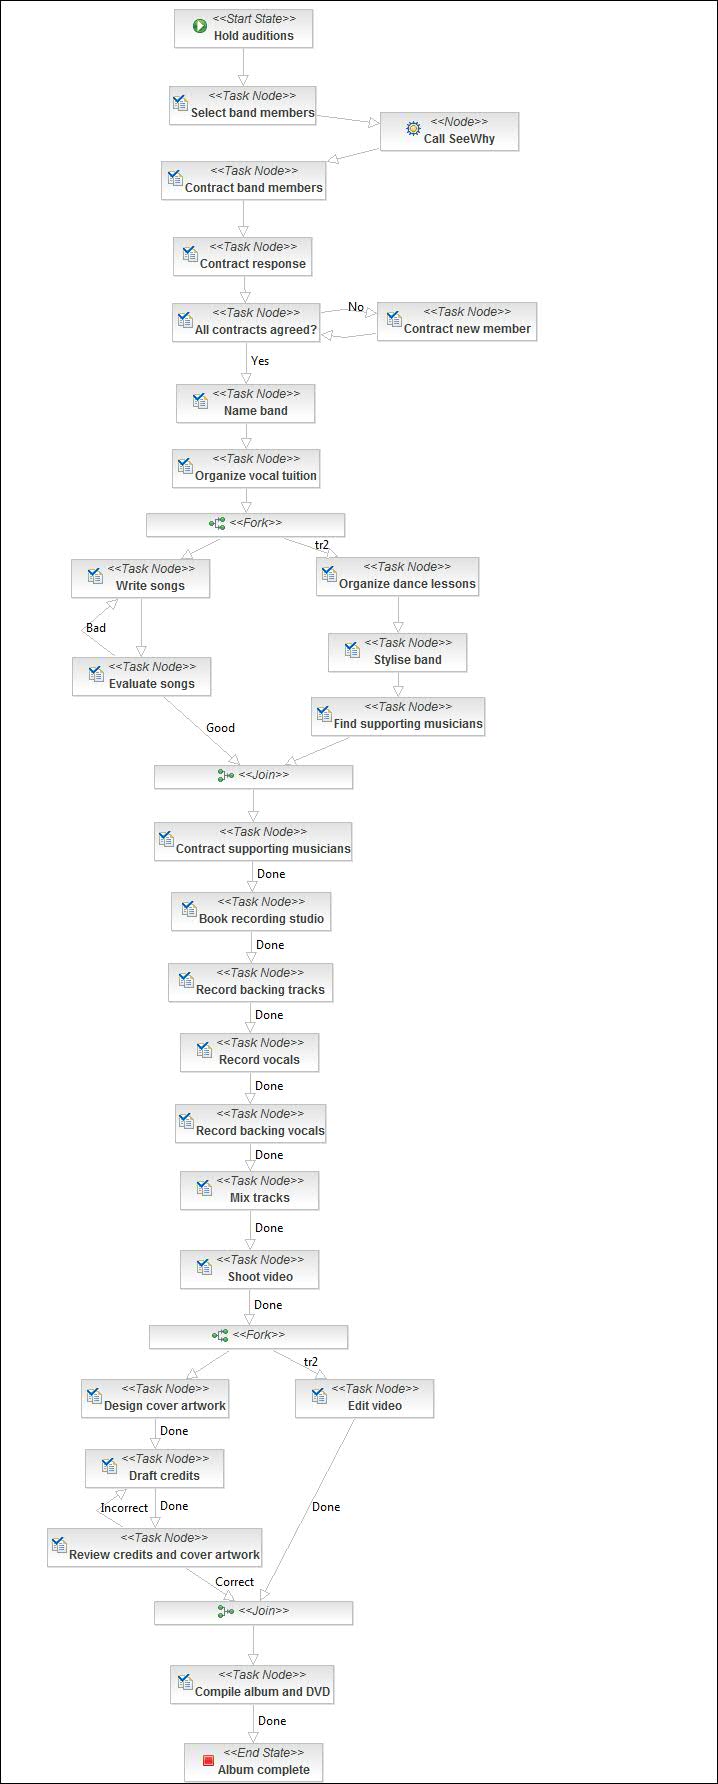 <<Start State>>
Hold auditions
<<Task Node>>
Select band members
<<Node>>
Call SeeWhy
<<Task Node>>
Contract band members
<<Task Node>>
Contract response
<<Task Node>>
All contracts agreed?
No
<<Task Node>>
Contract new member
Yes
<<Task Node>>
Name band
<<Task Node>>
Organize vocal tuition
<<Fork>>
tr2
<<Task Node>>
Write songs
<<Task Node>>
Organize dance lessons
Bad
<<Task Node>>
Stylise band
<<Task Node>>
Evaluate songs
<<Task Node>>
Find supporting musicians
Good
<<Join>>
<<Task Node>>
Contract supporting musicians
Done
<<Task Node>>
Book recording studio
Done
<<Task Node>>
Record backing tracks
Done
<<Task Node>>
Record vocals
Done
<<Task Node>>
Record backing vocals
Done
<<Task Node>>
Mix tracks
Done
<<Task Node>>
Shoot video
Done
<<Fork>>
tr2
<<Task Node>>
Design cover artwork
<<Task Node>>
Edit video
Done
<<Task Node>>
Draft credits
Incorrect
Done
Done
<<Task Node>>
Review credits and cover artwork
Correct
<<Join>>
<<Task Node>>
Compile album and DVD
Done
<<End State>>
Album complete